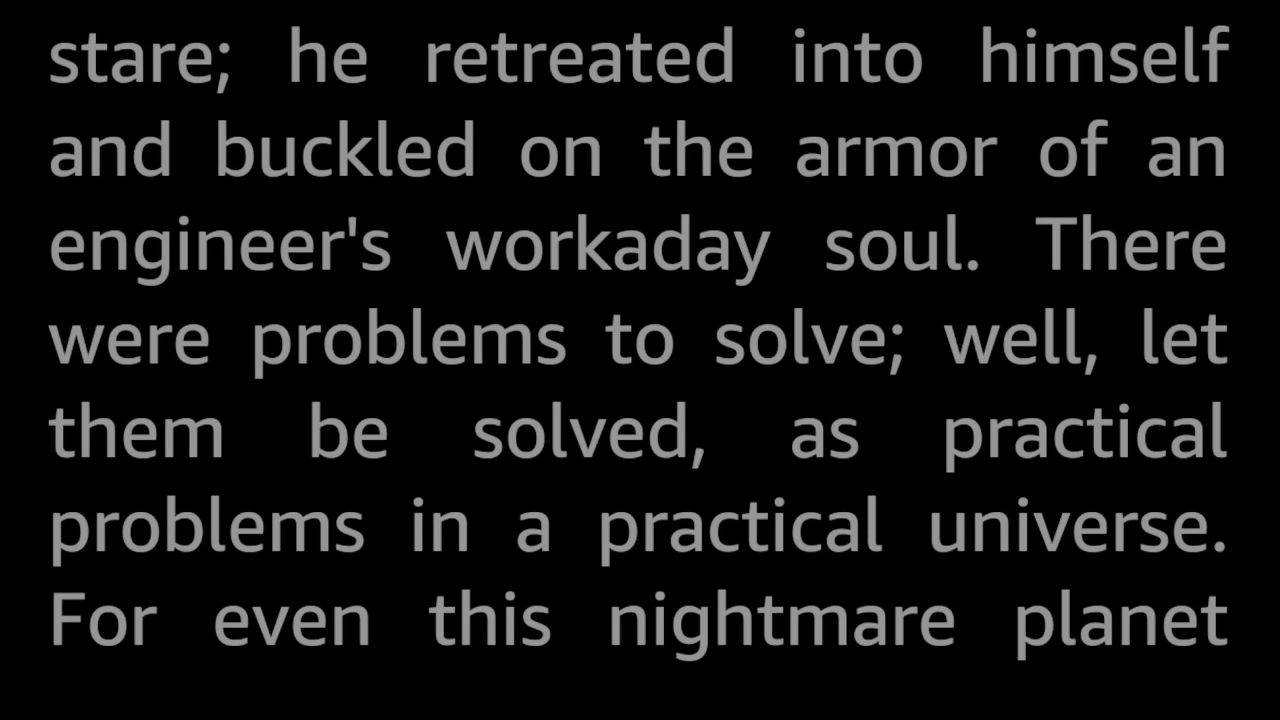 stare; he retreated into himself
and buckled on the armor of an
engineer's workaday soul. There
were problems to solve; well, let
them be solved, as practical
problems in a practical universe.
For even this nightmare planet